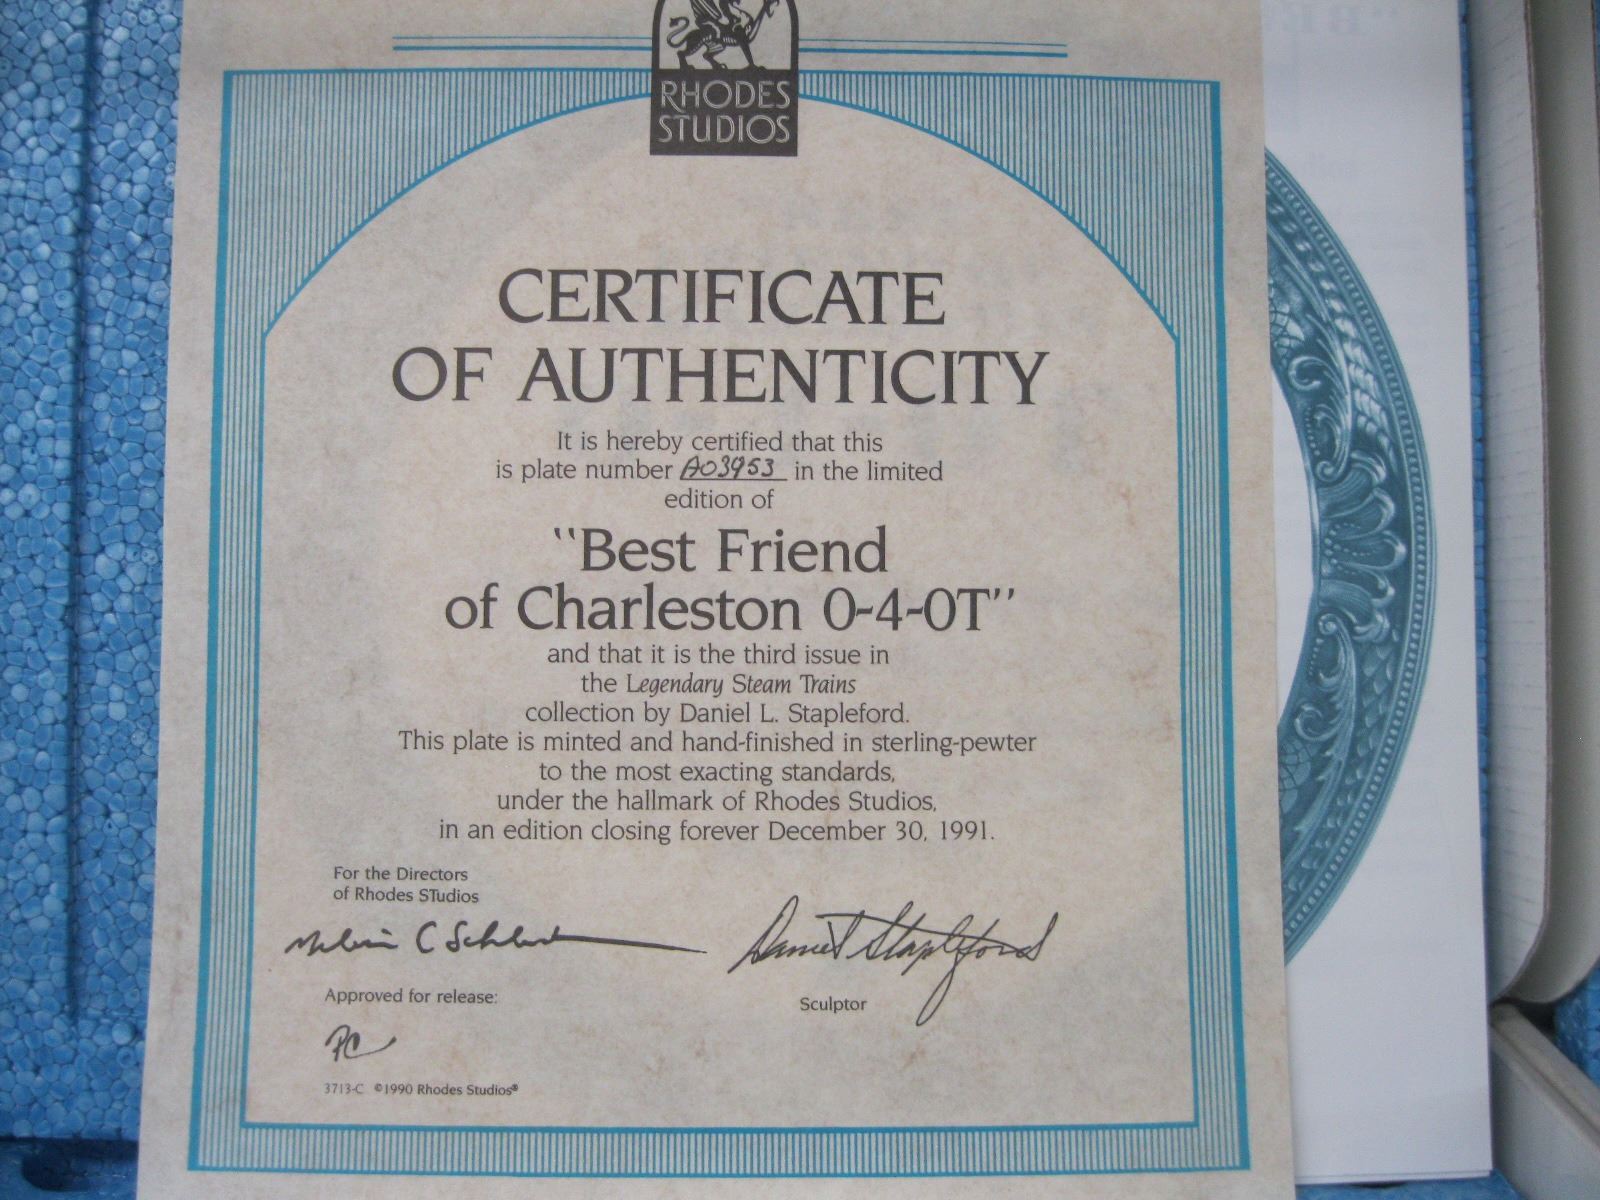 RHODES
STUDIOS
CERTIFICATE
OF AUTHENTICITY
It is hereby certified that this
is plate number A03953 in the limited
edition of
"Best Friend
of Charleston 0-4-0T"
and that it is the third issue in
the Legendary Steam Trains
collection by Daniel L. Stapleford.
This plate is minted and hand-finished in sterling-pewter
to the most exacting standards,
under the hallmark of Rhodes Studios,
in an edition closing forever December 30, 1991.
For the Directors
of Rhodes STudios
Daniel Stapleford
Approved for release:
Sculptor
PC
3713-C ©1990 Rhodes Studios®